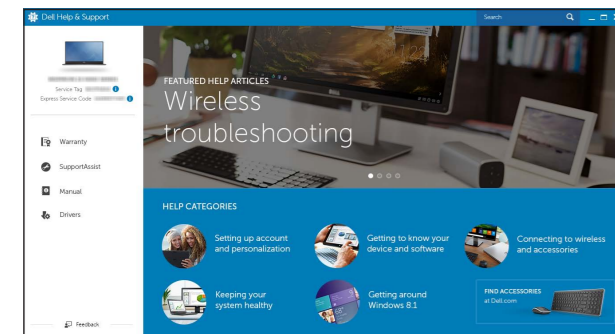 Dell Help & Support
Search
Service Tag
Express Service Code
Warranty
SupportAssist
Manual
Drivers
Feedback
FEATURED HELP ARTICLES
Wireless
troubleshooting
HELP CATEGORIES
Setting up account
and personalization
Getting to know your
device and software
Connecting to wireless
and accessories
Keeping your
system healthy
Getting around
Windows 8.1
FIND ACCESSORIES
at Dell.com